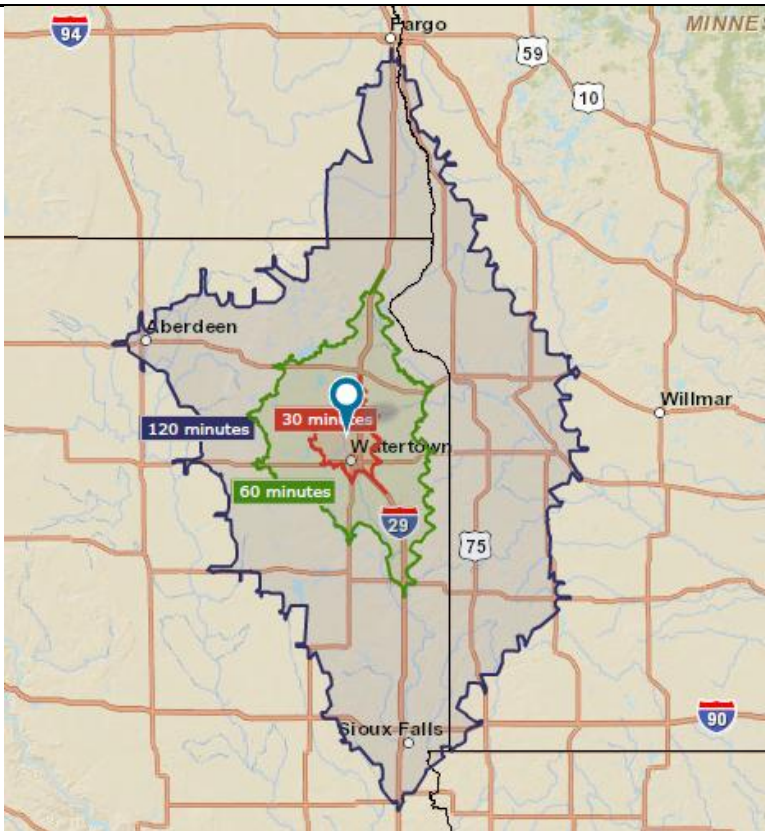 94
Fargo
MINNES
59
10
Aberdeen
Willmar
120 minutes
30 minutes
Watertown
60 minutes
29
75
90
Sioux Falls